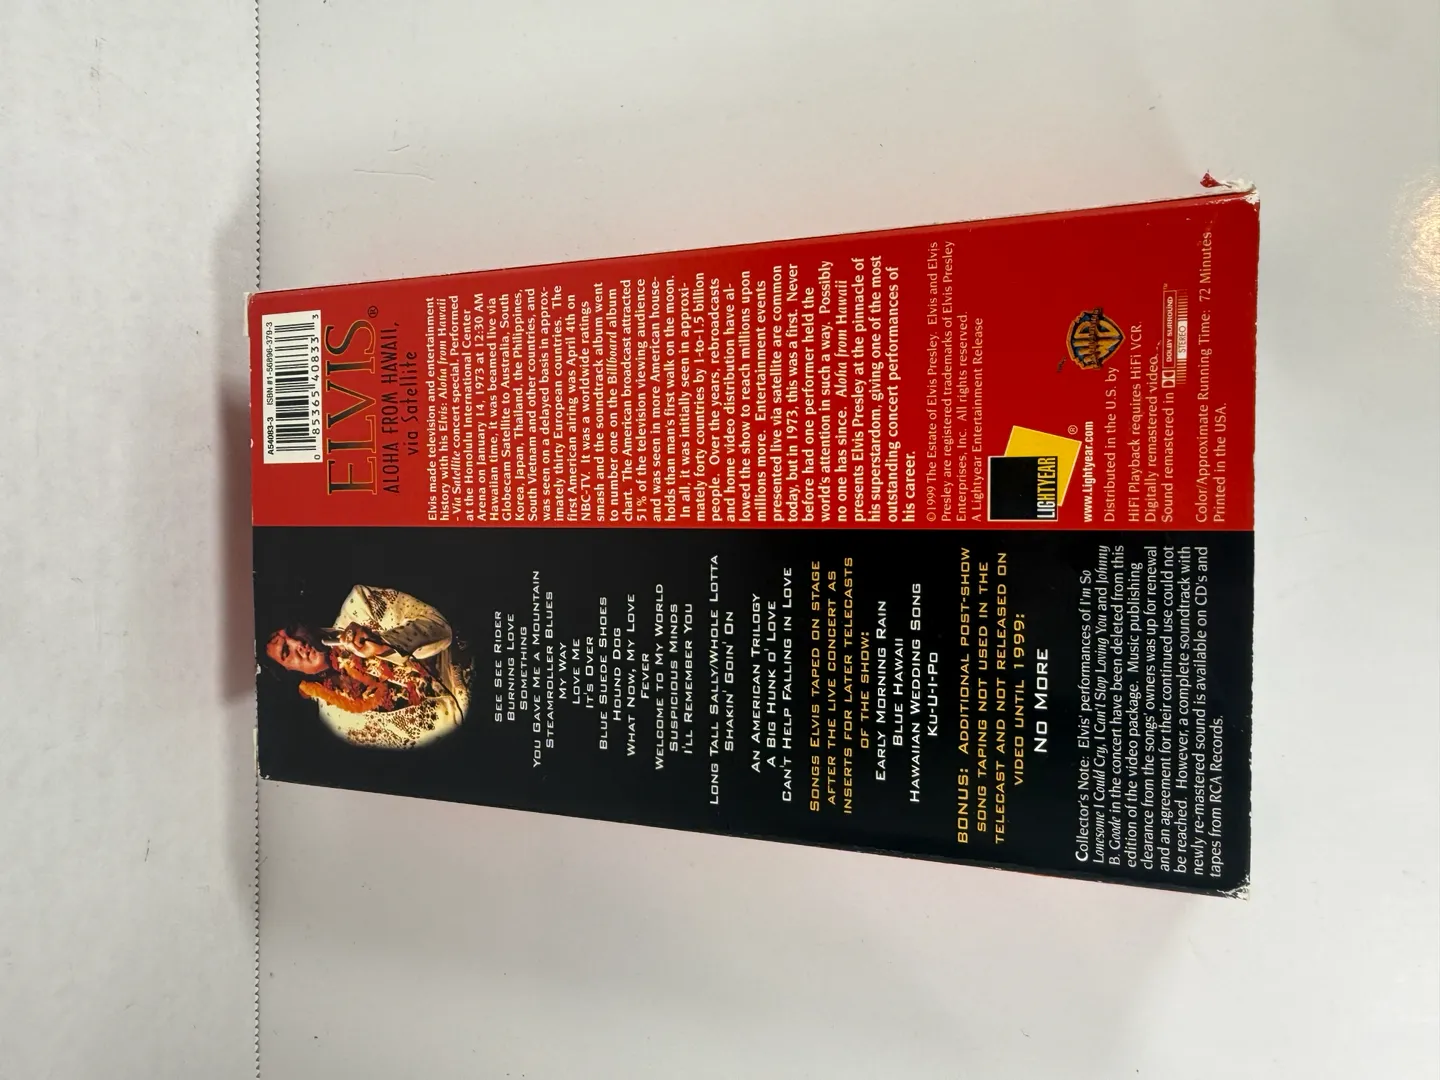 A54083-3 ISBN #1-56896-379-3
0 85365 40833 3
ELVIS®
ALOHA FROM HAWAII,
via Satellite
Elvis made television and entertainment
history with his Elvis: Aloha from Hawaii
- Via Satellite concert special. Performed
at the Honolulu International Center
Arena on January 14, 1973 at 12:30 AM
Hawaiian time, it was beamed live via
Globecam Satellite to Australia, South
Korea, Japan, Thailand, the Philippines,
South Vietnam and other countries, and
was seen on a delayed basis in approx-
imately thirty European countries. The
first American airing was April 4th on
NBC-TV. It was a worldwide ratings
smash and the soundtrack album went
to number one on the Billboard album
chart. The American broadcast attracted
51% of the television viewing audience
and was seen in more American house-
holds than man's first walk on the moon.
In all, it was initially seen in approxi-
mately forty countries by 1-to-1.5 billion
people. Over the years, rebroadcasts
and home video distribution have al-
lowed the show to reach millions upon
millions more. Entertainment events
presented live via satellite are common
today, but in 1973, this was a first. Never
before had one performer held the
world's attention in such a way. Possibly
no one has since. Aloha from Hawaii
presents Elvis Presley at the pinnacle of
his superstardom, giving one of the most
outstanding concert performances of
his career.
©1999 The Estate of Elvis Presley. Elvis and Elvis
Presley are registered trademarks of Elvis Presley
Enterprises, Inc. All rights reserved.
A Lightyear Entertainment Release
LIGHTYEAR®
www.Lightyear.com
Distributed in the U.S. by
WB
TM
HiFi Playback requires HiFi VCR.
Digitally remastered video.
Sound remastered in
DOLBY SURROUND
STEREO
™
Color/Approximate Running Time: 72 Minutes
Printed in the USA.
SEE SEE RIDER
BURNING LOVE
SOMETHING
YOU GAVE ME A MOUNTAIN
STEAMROLLER BLUES
MY WAY
LOVE ME
IT'S OVER
BLUE SUEDE SHOES
HOUND DOG
WHAT NOW, MY LOVE
FEVER
WELCOME TO MY WORLD
SUSPICIOUS MINDS
I'LL REMEMBER YOU
LONG TALL SALLY/WHOLE LOTTA
SHAKIN' GOIN' ON
AN AMERICAN TRILOGY
A BIG HUNK O' LOVE
CAN'T HELP FALLING IN LOVE
SONGS ELVIS TAPED ON STAGE
AFTER THE LIVE CONCERT AS
INSERTS FOR LATER TELECASTS
OF THE SHOW:
EARLY MORNING RAIN
BLUE HAWAII
HAWAIIAN WEDDING SONG
KU-U-I-PO
BONUS: ADDITIONAL POST-SHOW
SONG TAPING NOT USED IN THE
TELECAST AND NOT RELEASED ON
VIDEO UNTIL 1999:
NO MORE
Collector's Note: Elvis' performances of I'm So
Lonesome I Could Cry, I Can't Stop Loving You and Johnny
B. Goode in the concert have been deleted from this
edition of the video package. Music publishing
clearance from the songs' owners was up for renewal
and an agreement for their continued use could not
be reached. However, a complete soundtrack with
newly re-mastered sound is available on CD's and
tapes from RCA Records.